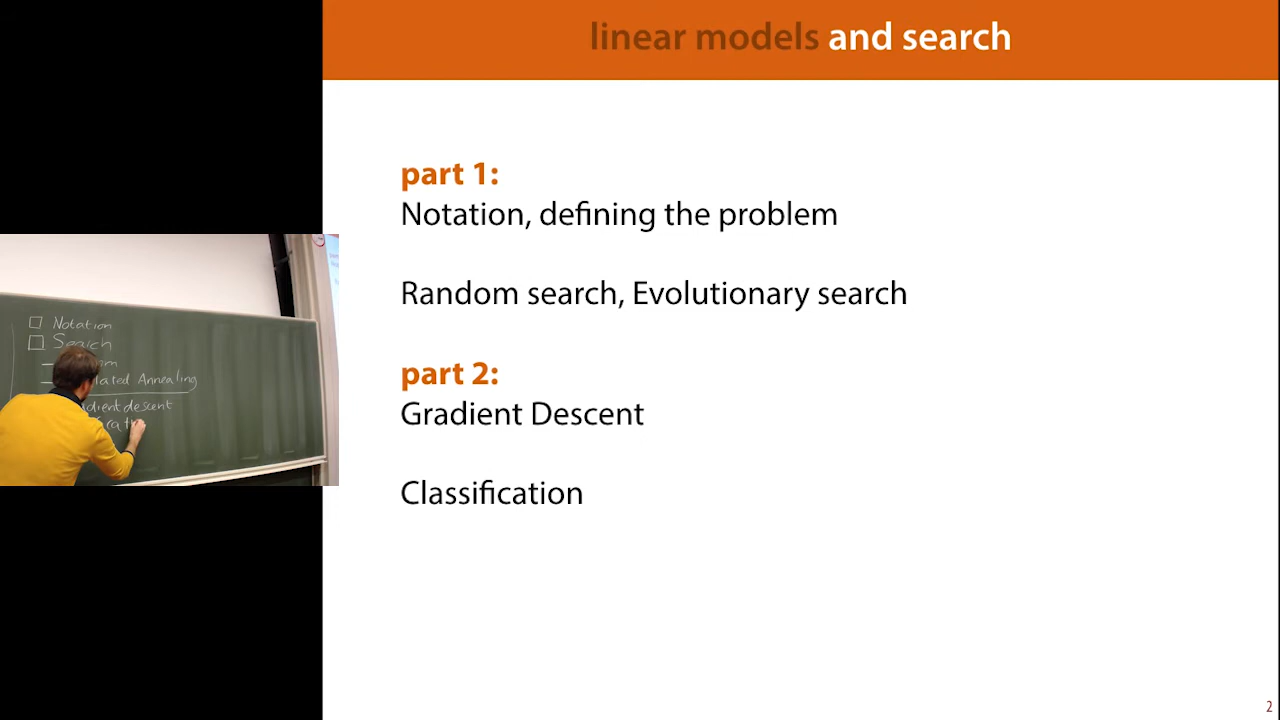 linear models and search
part 1:
Notation, defining the problem
Random search, Evolutionary search
part 2:
Gradient Descent
Classification
2
Notation
Search
Annealing
descent